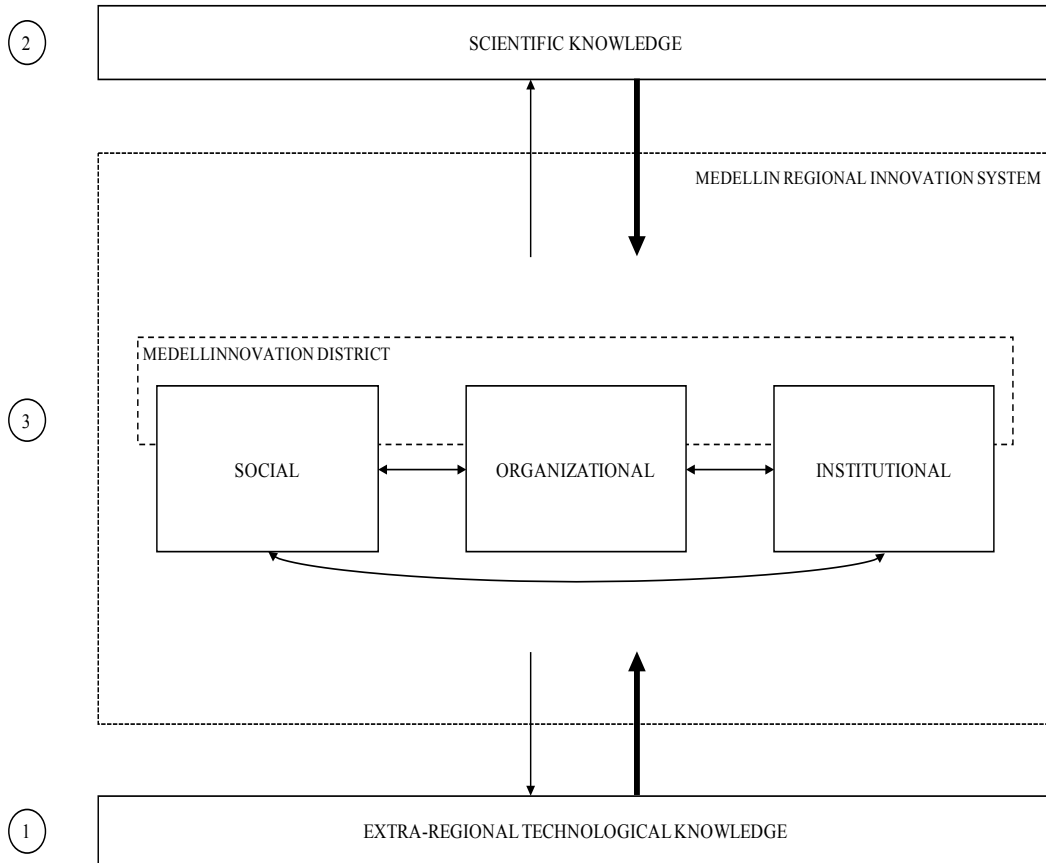 2
SCIENTIFIC KNOWLEDGE
MEDELLIN REGIONAL INNOVATION SYSTEM
MEDELLINNOVATION DISTRICT
3
SOCIAL
ORGANIZATIONAL
INSTITUTIONAL
1
EXTRA-REGIONAL TECHNOLOGICAL KNOWLEDGE